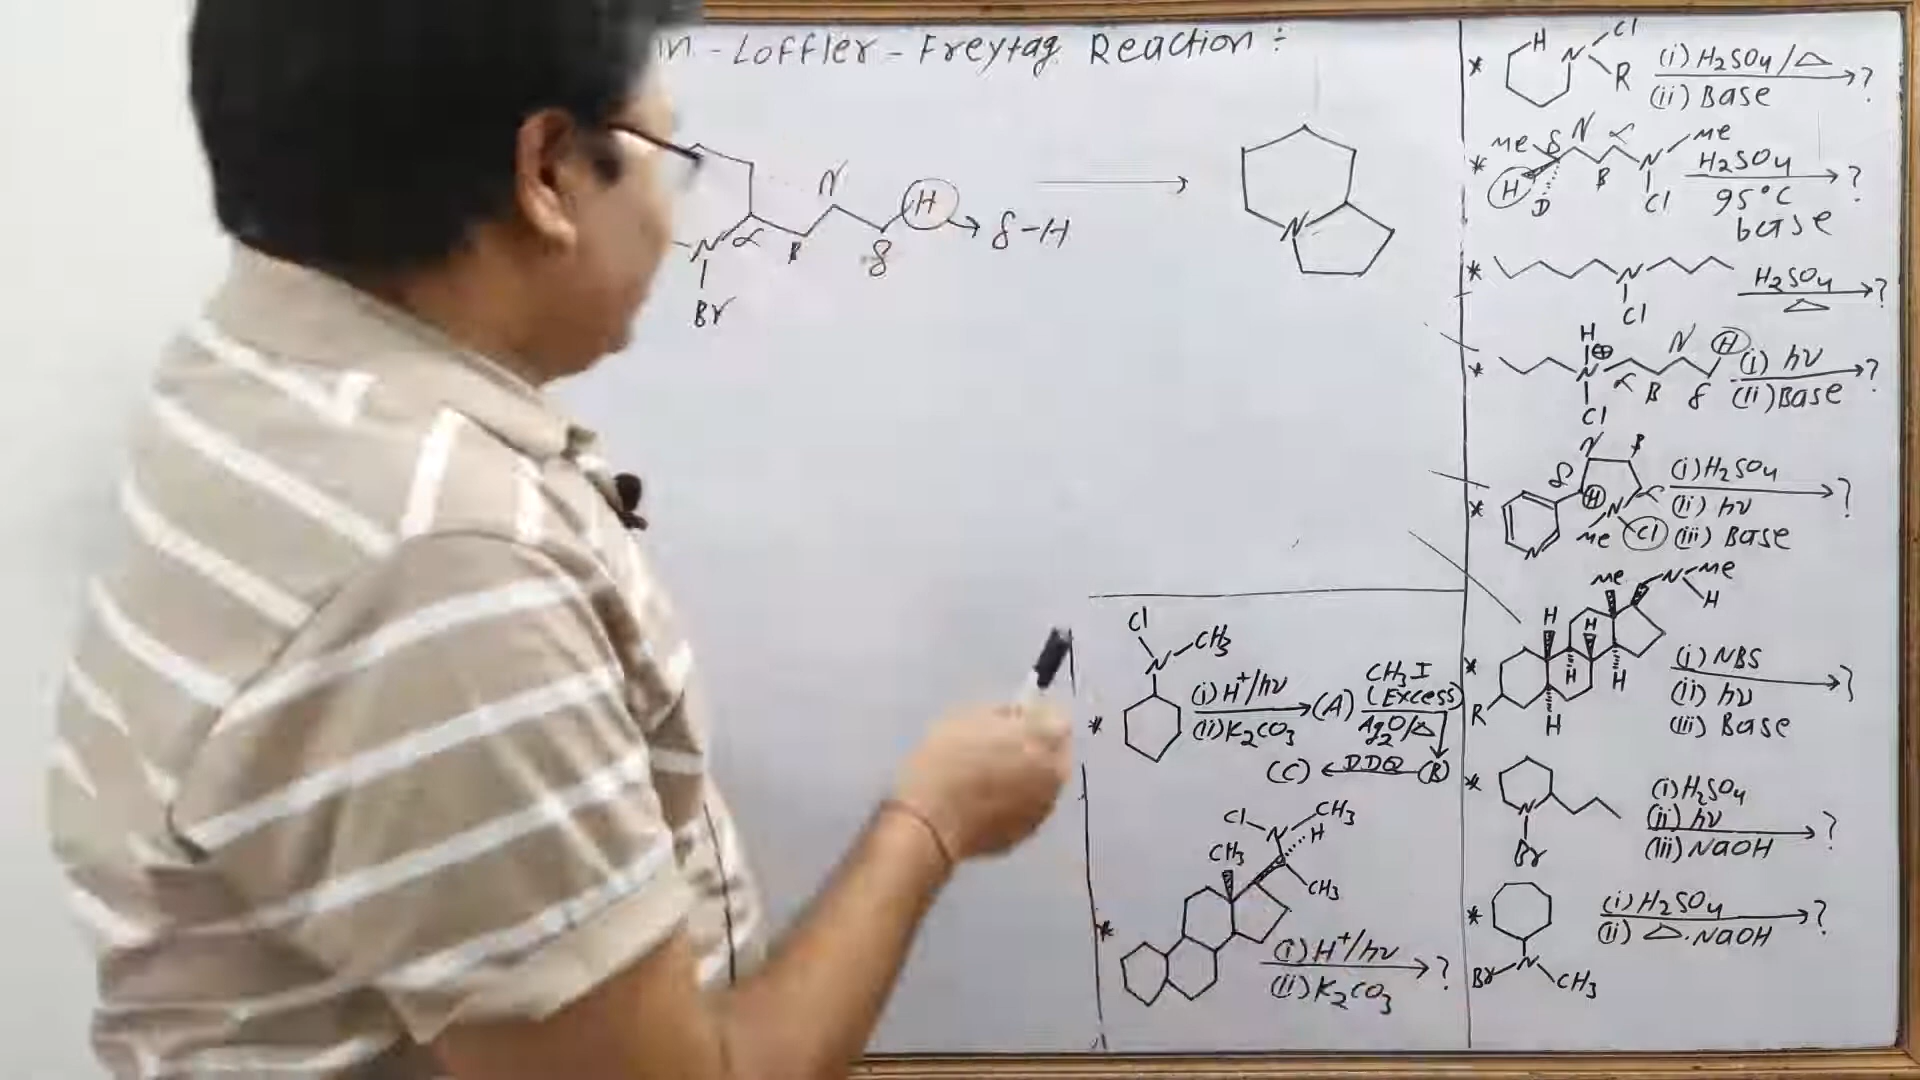 n - Loffler - Freytag Reaction :
N
H
δ-H
α
B
δ
N
Br
N
* H N Cl R (i) H2SO4/△ (ii) Base ?
* Me δ N α B N Me Cl H D H2SO4 95°C base ?
* N Cl H2SO4 △ ?
* H ⊕ N Cl α B N δ H (i) hν (ii) Base ?
* N B δ α H N Me Cl N (i) H2SO4 (ii) hν (iii) Base ?
* Me N Me H H H H H H R (i) NBS (ii) hν (iii) Base ?
* N Br (i) H2SO4 (ii) hν (iii) NaOH ?
* Br N CH3 (i) H2SO4 (ii) △.NaOH ?
* Cl N CH3 (i) H+/hν (ii) K2CO3 (A) CH3I (Excess) Ag2O/△ (B) DDQ (C)
* Cl N CH3 H CH3 CH3 (i) H+/hν (ii) K2CO3 ?